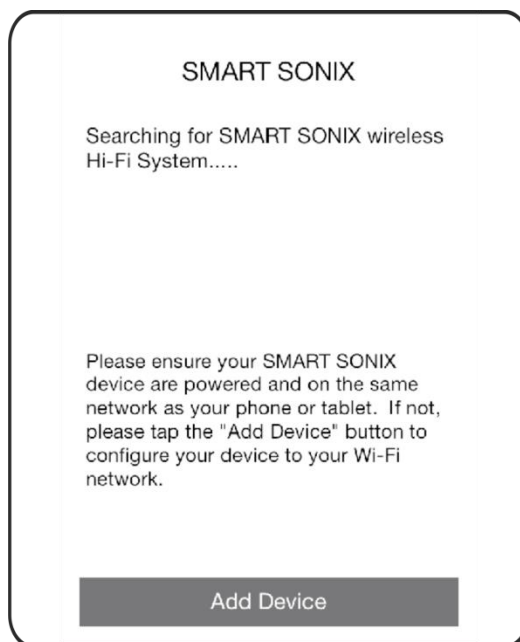 SMART SONIX
Searching for SMART SONIX wireless
Hi-Fi System.....
Please ensure your SMART SONIX
device are powered and on the same
network as your phone or tablet.  If not,
please tap the "Add Device" button to
configure your device to your Wi-Fi
network.
Add Device